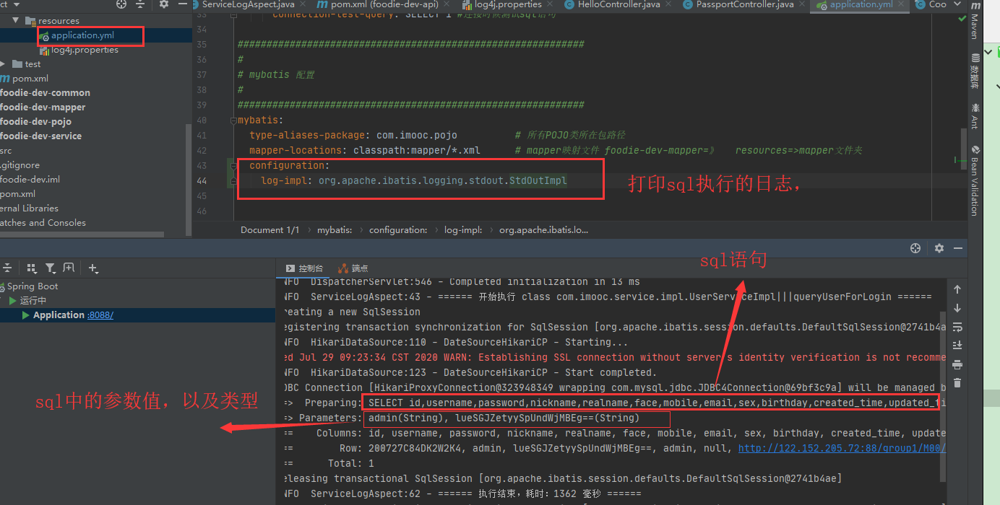 ct
ServiceLogAspect.java
pom.xml (foodie-dev-api)
log4j.properties
HelloController.java
PassportController.java
application.yml
Coo
resources
application.yml
log4j.properties
test
pom.xml
foodie-dev-common
foodie-dev-mapper
foodie-dev-pojo
foodie-dev-service
src
.gitignore
foodie-dev.iml
pom.xml
ernal Libraries
atches and Consoles
33 connection-test-query: SELECT 1 #连接时候测试sql语句
34
35 ############################################################
36 #
37 # mybatis 配置
38 #
39 ############################################################
40 mybatis:
41 type-aliases-package: com.imooc.pojo # 所有POJO类所在包路径
42 mapper-locations: classpath:mapper/*.xml # mapper映射文件 foodie-dev-mapper=》 resources=>mapper文件夹
43 configuration:
44 log-impl: org.apache.ibatis.logging.stdout.StdOutImpl
45
46
打印sql执行的日志，
Document 1/1 › mybatis: › configuration: › log-impl: › org.apache.ibatis.lo...
Maven
数据库
Ant
Bean Validation
sql语句
Spring Boot
运行中
Application :8088/
控制台
端点
NFO DispatcherServlet:546 - Completed initialization in 13 ms
NFO ServiceLogAspect:43 - ====== 开始执行 class com.imooc.service.impl.UserServiceImpl|||queryUserForLogin ======
reating a new SqlSession
egistering transaction synchronization for SqlSession [org.apache.ibatis.session.defaults.DefaultSqlSession@2741b4a
NFO HikariDataSource:110 - DateSourceHikariCP - Starting...
ed Jul 29 09:23:34 CST 2020 WARN: Establishing SSL connection without server's identity verification is not recomme
NFO HikariDataSource:123 - DateSourceHikariCP - Start completed.
DBC Connection [HikariProxyConnection@323948349 wrapping com.mysql.jdbc.JDBC4Connection@69bf3c9a] will be managed b
=> Preparing: SELECT id,username,password,nickname,realname,face,mobile,email,sex,birthday,created_time,updated_ti
=> Parameters: admin(String), lueSGJZetyySpUndWjMBEg==(String)
== Columns: id, username, password, nickname, realname, face, mobile, email, sex, birthday, created_time, update
== Row: 200727C84DK2W2K4, admin, lueSGJZetyySpUndWjMBEg==, admin, null, http://122.152.205.72:88/group1/M00/
== Total: 1
eleasing transactional SqlSession [org.apache.ibatis.session.defaults.DefaultSqlSession@2741b4ae]
NFO ServiceLogAspect:62 - ====== 执行结束，耗时：1362 毫秒 ======
sql中的参数值，以及类型